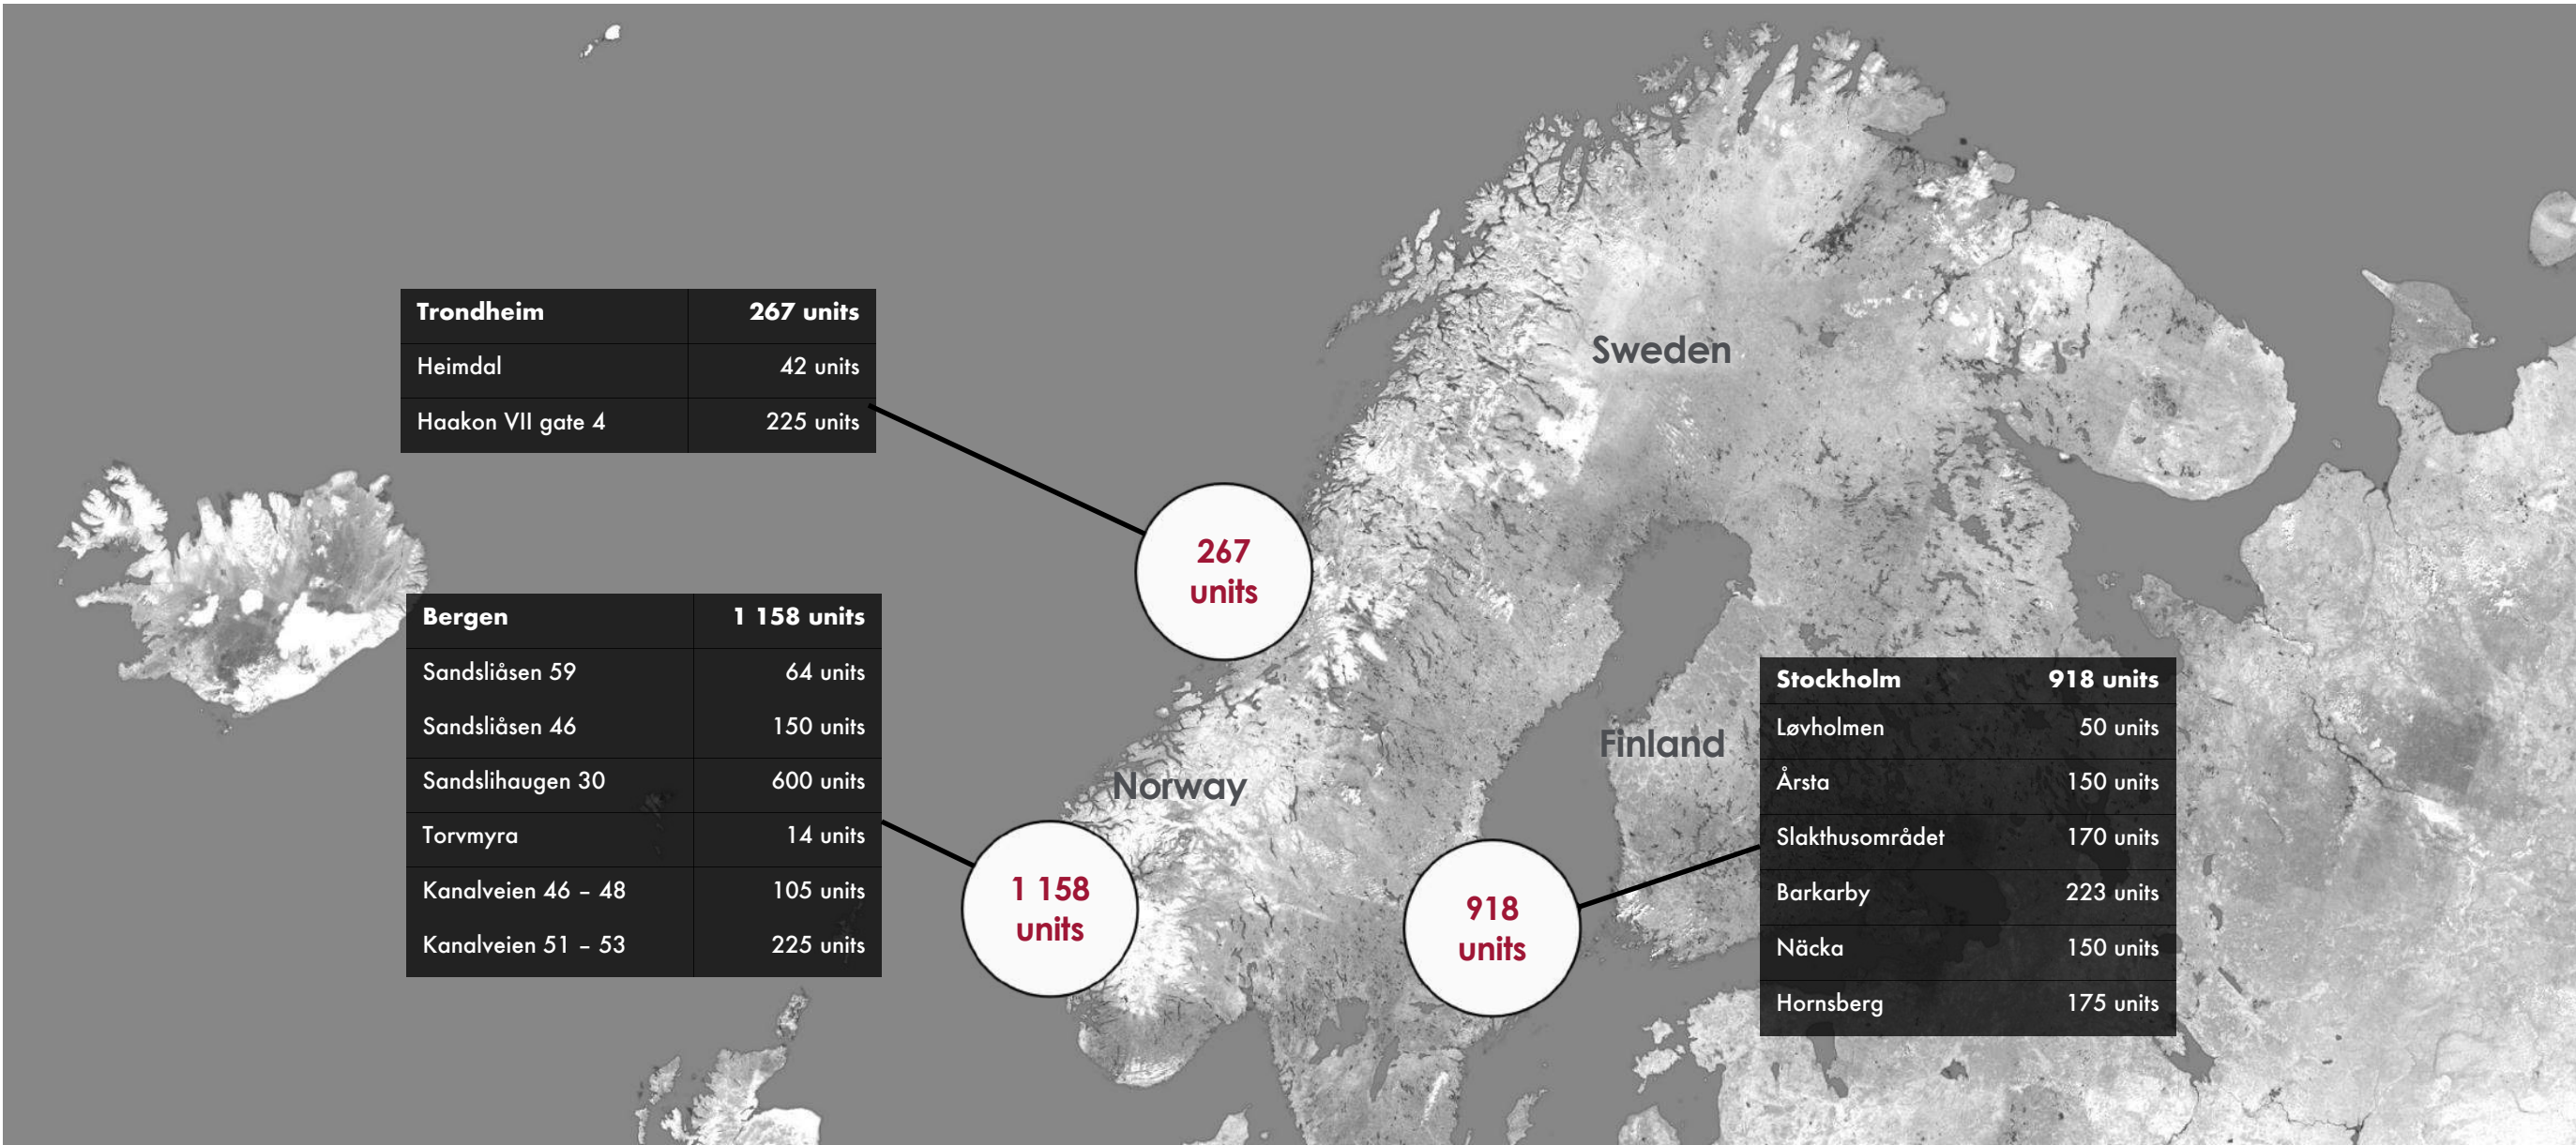 Trondheim 267 units
Heimdal 42 units
Haakon VII gate 4 225 units
Sweden
267
units
Bergen 1 158 units
Sandsliåsen 59 64 units
Sandsliåsen 46 150 units
Sandslihaugen 30 600 units
Torvmyra 14 units
Kanalveien 46 – 48 105 units
Kanalveien 51 – 53 225 units
Norway
1 158
units
Finland
918
units
Stockholm 918 units
Løvholmen 50 units
Årsta 150 units
Slakthusområdet 170 units
Barkarby 223 units
Näcka 150 units
Hornsberg 175 units